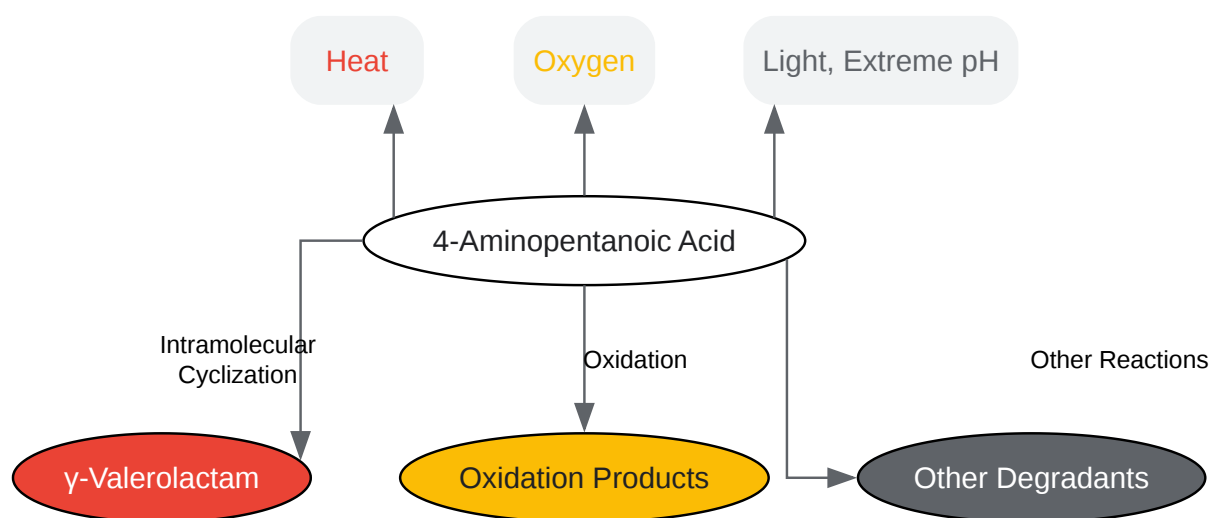 Heat
Oxygen
Light, Extreme pH
4-Aminopentanoic Acid
Intramolecular
Cyclization
Oxidation
Other Reactions
γ-Valerolactam
Oxidation Products
Other Degradants